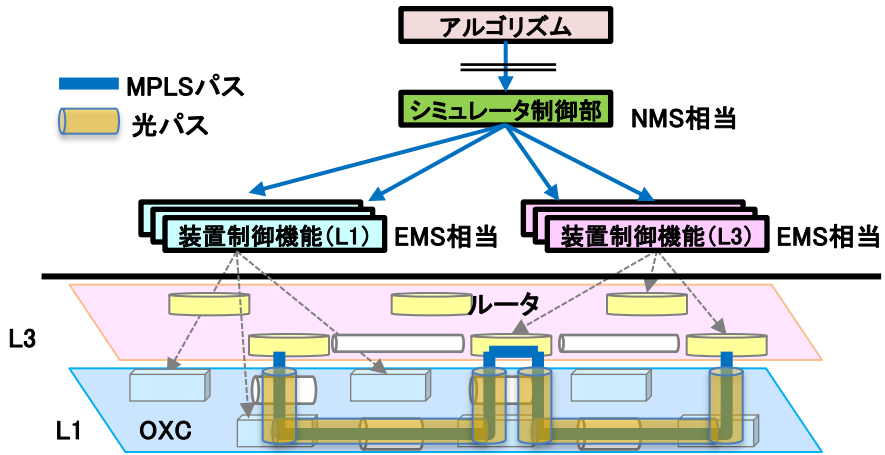 アルゴリズム
MPLSパス
光パス
シミュレータ制御部
NMS相当
装置制御機能(L1)
EMS相当
装置制御機能(L3)
EMS相当
ルータ
L3
L1
OXC